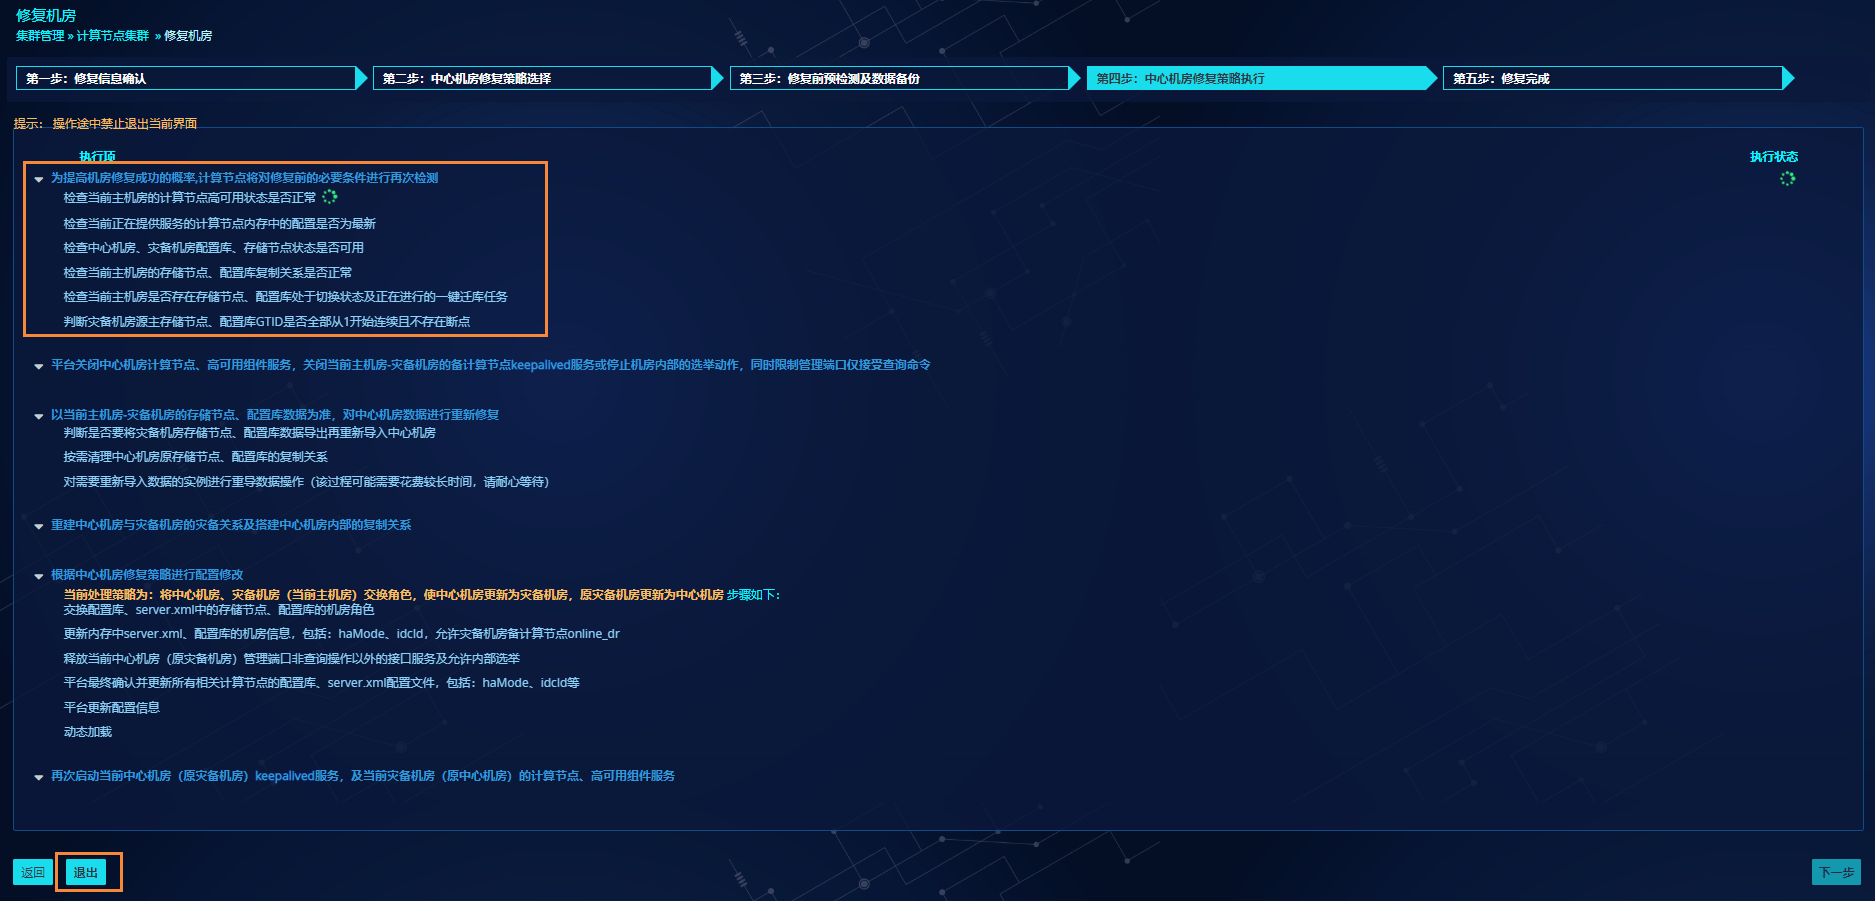 修复机房
集群管理 » 计算节点集群 » 修复机房
第一步：修复信息确认
第二步：中心机房修复策略选择
第三步：修复前预检测及数据备份
第四步：中心机房修复策略执行
第五步：修复完成
提示： 操作途中禁止退出当前界面
执行项
执行状态
为提高机房修复成功的概率,计算节点将对修复前的必要条件进行再次检测
检查当前主机房的计算节点高可用状态是否正常
检查当前正在提供服务的计算节点内存中的配置是否为最新
检查中心机房、灾备机房配置库、存储节点状态是否可用
检查当前主机房的存储节点、配置库复制关系是否正常
检查当前主机房是否存在存储节点、配置库处于切换状态及正在进行的一键迁库任务
判断灾备机房源主存储节点、配置库GTID是否全部从1开始连续且不存在断点
平台关闭中心机房计算节点、高可用组件服务，关闭当前主机房-灾备机房的备计算节点keepalived服务或停止机房内部的选举动作，同时限制管理端口仅接受查询命令
以当前主机房-灾备机房的存储节点、配置库数据为准，对中心机房数据进行重新修复
判断是否要将灾备机房存储节点、配置库数据导出再重新导入中心机房
按需清理中心机房原存储节点、配置库的复制关系
对需要重新导入数据的实例进行重导数据操作（该过程可能需要花费较长时间，请耐心等待）
重建中心机房与灾备机房的灾备关系及搭建中心机房内部的复制关系
根据中心机房修复策略进行配置修改
当前处理策略为：将中心机房、灾备机房（当前主机房）交换角色，使中心机房更新为灾备机房，原灾备机房更新为中心机房 步骤如下：
交换配置库、server.xml中的存储节点、配置库的机房角色
更新内存中server.xml、配置库的机房信息，包括：haMode、idcId，允许灾备机房备计算节点online_dr
释放当前中心机房（原灾备机房）管理端口非查询操作以外的接口服务及允许内部选举
平台最终确认并更新所有相关计算节点的配置库、server.xml配置文件，包括：haMode、idcId等
平台更新配置信息
动态加载
再次启动当前中心机房（原灾备机房）keepalived服务，及当前灾备机房（原中心机房）的计算节点、高可用组件服务
返回
退出
下一步